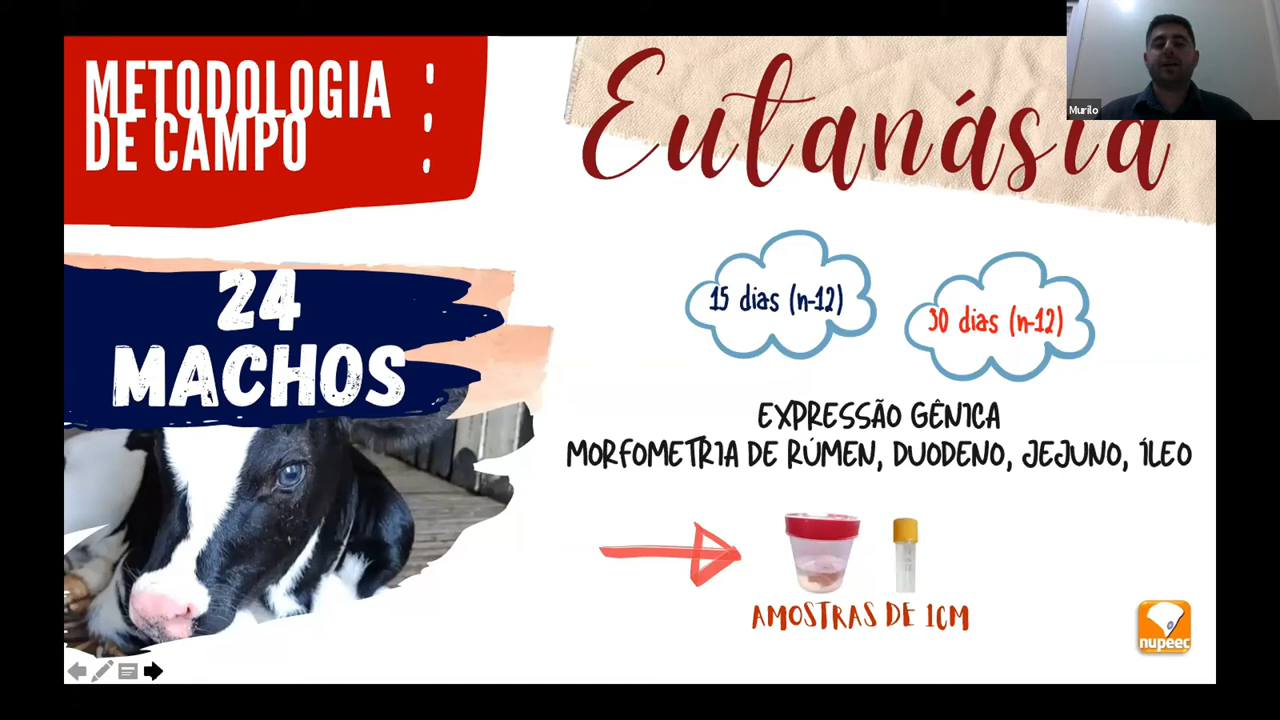 METODOLOGIA
DE CAMPO
Eutanásia
Murilo
24
MACHOS
15 dias (n-12)
30 dias (n-12)
EXPRESSÃO GÊNICA
MORFOMETRIA DE RÚMEN, DUODENO, JEJUNO, ÍLEO
AMOSTRAS DE 1CM
nupeec